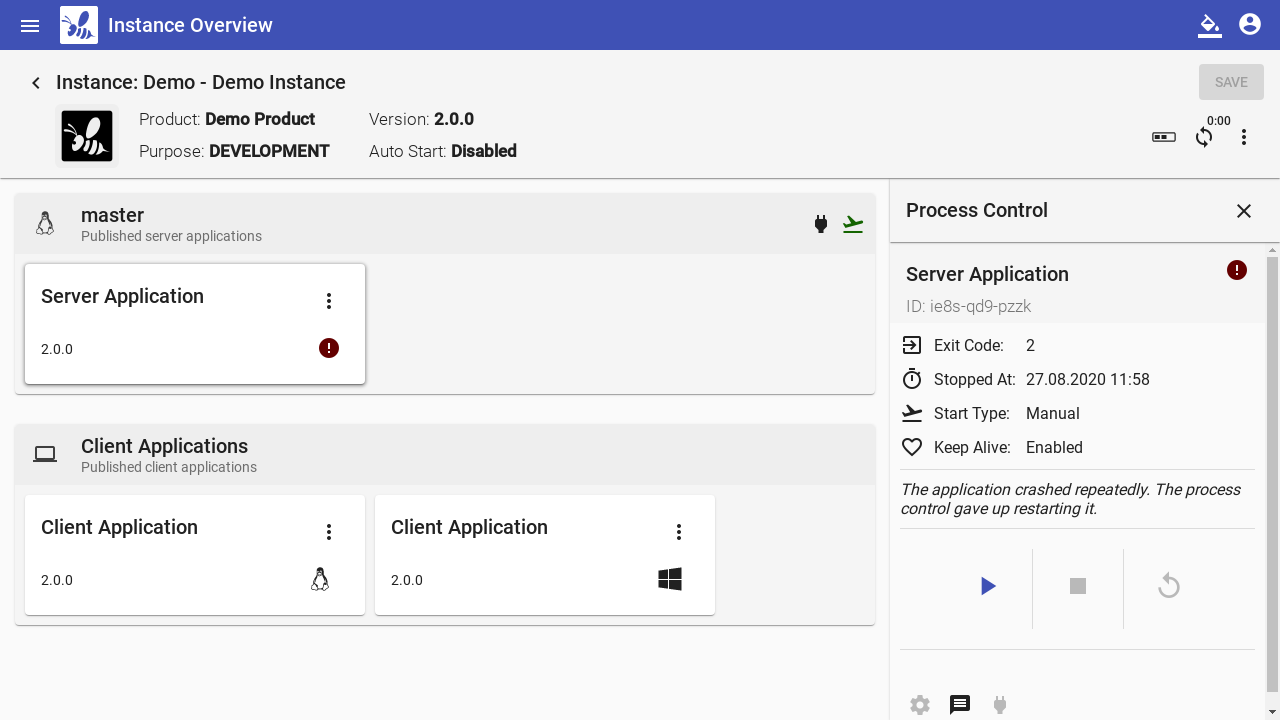 Instance Overview
Instance: Demo - Demo Instance
SAVE
Product: Demo Product
Version: 2.0.0
Purpose: DEVELOPMENT
Auto Start: Disabled
0:00
master
Published server applications
Server Application
2.0.0
Client Applications
Published client applications
Client Application
2.0.0
Client Application
2.0.0
Process Control
Server Application
ID: ie8s-qd9-pzzk
Exit Code: 2
Stopped At: 27.08.2020 11:58
Start Type: Manual
Keep Alive: Enabled
The application crashed repeatedly. The process
control gave up restarting it.